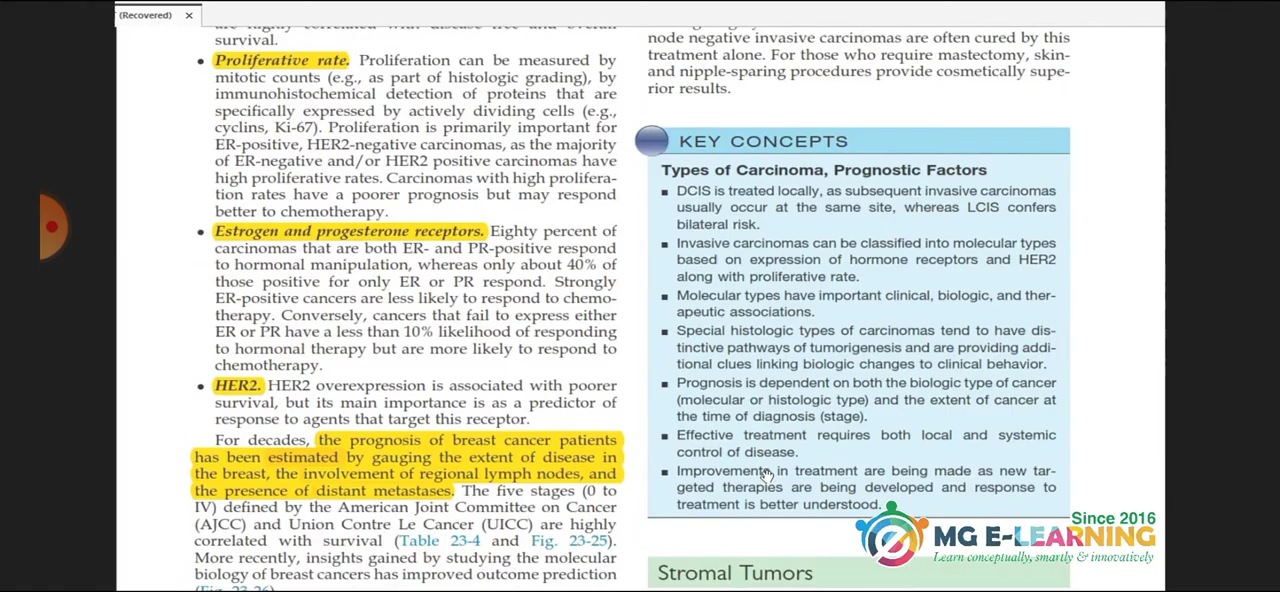 (Recovered) ×
are highly correlated with disease free and overall
survival.
• Proliferative rate. Proliferation can be measured by
mitotic counts (e.g., as part of histologic grading), by
immunohistochemical detection of proteins that are
specifically expressed by actively dividing cells (e.g.,
cyclins, Ki-67). Proliferation is primarily important for
ER-positive, HER2-negative carcinomas, as the majority
of ER-negative and/or HER2 positive carcinomas have
high proliferative rates. Carcinomas with high prolifera-
tion rates have a poorer prognosis but may respond
better to chemotherapy.
• Estrogen and progesterone receptors. Eighty percent of
carcinomas that are both ER- and PR-positive respond
to hormonal manipulation, whereas only about 40% of
those positive for only ER or PR respond. Strongly
ER-positive cancers are less likely to respond to chemo-
therapy. Conversely, cancers that fail to express either
ER or PR have a less than 10% likelihood of responding
to hormonal therapy but are more likely to respond to
chemotherapy.
• HER2. HER2 overexpression is associated with poorer
survival, but its main importance is as a predictor of
response to agents that target this receptor.
For decades, the prognosis of breast cancer patients
has been estimated by gauging the extent of disease in
the breast, the involvement of regional lymph nodes, and
the presence of distant metastases. The five stages (0 to
IV) defined by the American Joint Committee on Cancer
(AJCC) and Union Contre Le Cancer (UICC) are highly
correlated with survival (Table 23-4 and Fig. 23-25).
More recently, insights gained by studying the molecular
biology of breast cancers has improved outcome prediction
(Fig. 23-26).
node negative invasive carcinomas are often cured by this
treatment alone. For those who require mastectomy, skin-
and nipple-sparing procedures provide cosmetically supe-
rior results.
KEY CONCEPTS
Types of Carcinoma, Prognostic Factors
▪ DCIS is treated locally, as subsequent invasive carcinomas
usually occur at the same site, whereas LCIS confers
bilateral risk.
▪ Invasive carcinomas can be classified into molecular types
based on expression of hormone receptors and HER2
along with proliferative rate.
▪ Molecular types have important clinical, biologic, and ther-
apeutic associations.
▪ Special histologic types of carcinomas tend to have dis-
tinctive pathways of tumorigenesis and are providing addi-
tional clues linking biologic changes to clinical behavior.
▪ Prognosis is dependent on both the biologic type of cancer
(molecular or histologic type) and the extent of cancer at
the time of diagnosis (stage).
▪ Effective treatment requires both local and systemic
control of disease.
▪ Improvements in treatment are being made as new tar-
geted therapies are being developed and response to
treatment is better understood.
Since 2016
MG E-LEARNING
Learn conceptually, smartly & innovatively
Stromal Tumors